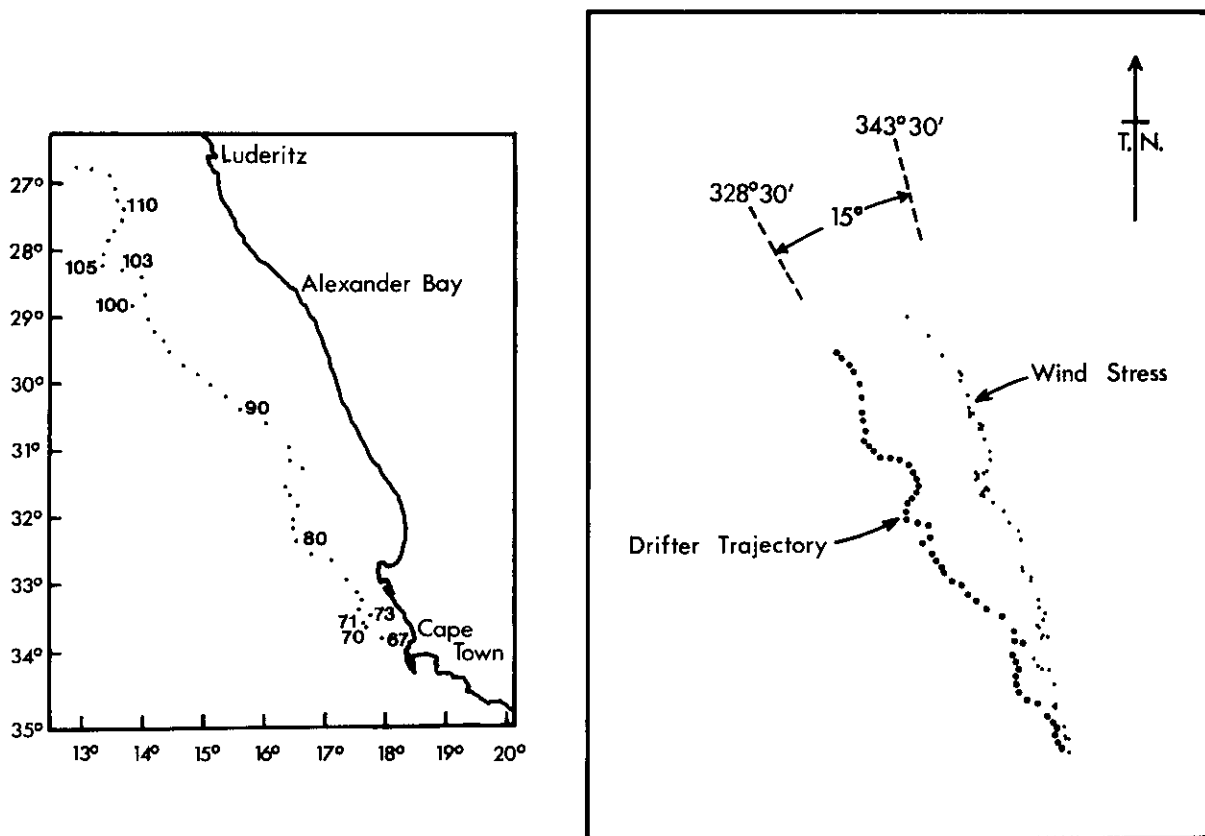 Luderitz
27°
110
28°
105
103
Alexander Bay
100
29°
30°
90
31°
32°
80
33°
71
73
70
67
Cape
Town
34°
35°
13° 14° 15° 16° 17° 18° 19° 20°
343°30'
T.N.
328°30'
15°
Wind Stress
Drifter Trajectory